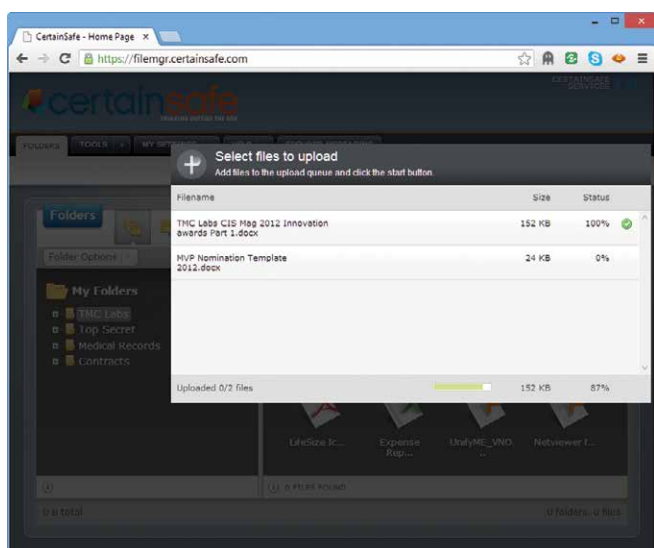 CertainSafe - Home Page
https://filemgr.certainsafe.com
certainsafe
FOLDERS
TOOLS
Select files to upload
Add files to the upload queue and click the start button.
Filename Size Status
TMC Labs CIS Mag 2012 Innovation 152 KB 100%
awards Part 1.docx
MVP Nomination Template 24 KB 0%
2012.docx
Uploaded 0/2 files 152 KB 87%
Folders
Folder Options
My Folders
TMC Labs
Top Secret
Medical Records
Contracts
LifeSize Ic... Expense UnifyME_VNO. Netviewer I...
Rep... ..
0 FILES FOUND
0 folders, 0 files